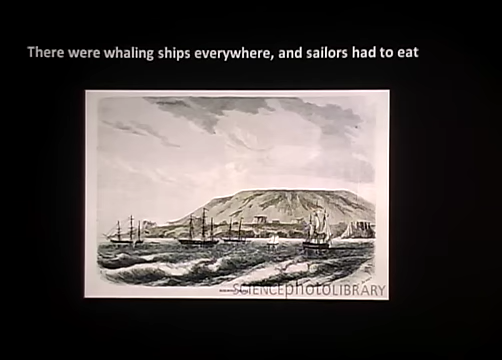 There were whaling ships everywhere, and sailors had to eat
SCIENCEphotoLIBRARY